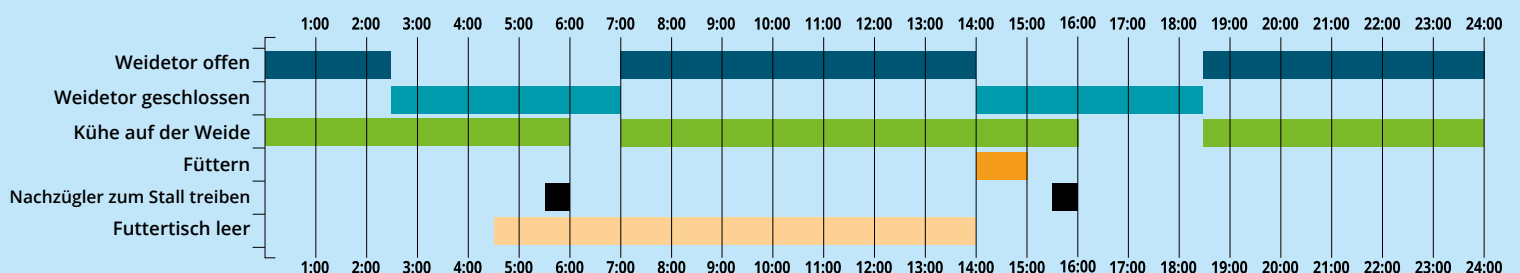 1:00 2:00 3:00 4:00 5:00 6:00 7:00 8:00 9:00 10:00 11:00 12:00 13:00 14:00 15:00 16:00 17:00 18:00 19:00 20:00 21:00 22:00 23:00 24:00
Weidetor offen
Weidetor geschlossen
Kühe auf der Weide
Füttern
Nachzügler zum Stall treiben
Futtertisch leer
1:00 2:00 3:00 4:00 5:00 6:00 7:00 8:00 9:00 10:00 11:00 12:00 13:00 14:00 15:00 16:00 17:00 18:00 19:00 20:00 21:00 22:00 23:00 24:00